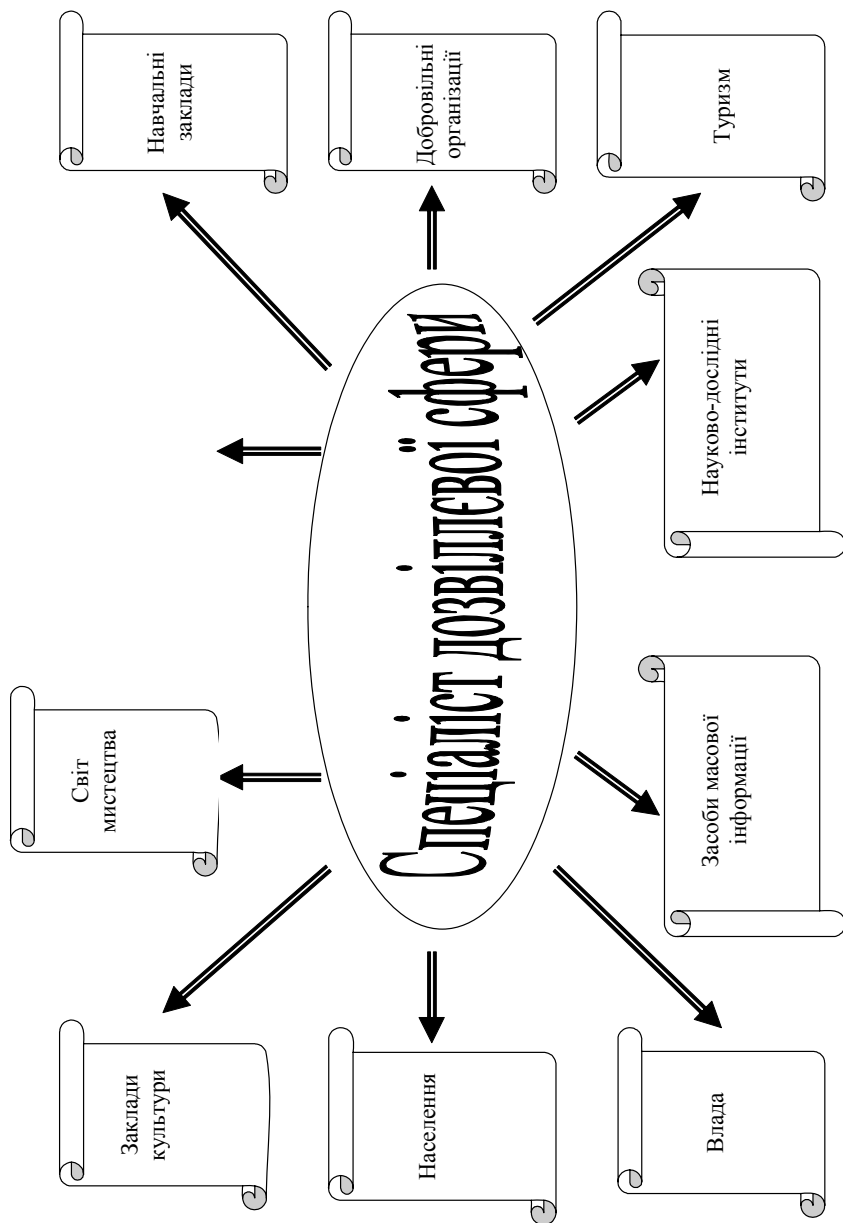 Заклади
культури
Світ
мистецтва
Навчальні
заклади
Населення
Спеціаліст дозвіллєвої сфери
Добровільні
організації
Влада
Засоби масової
інформації
Науково-дослідні
інститути
Туризм